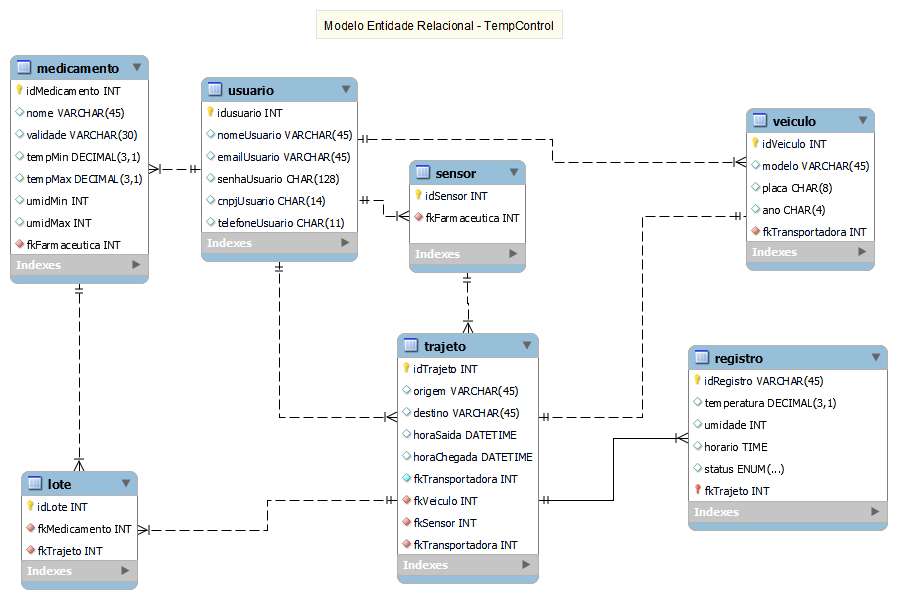 Modelo Entidade Relacional - TempControl
medicamento
idMedicamento INT
nome VARCHAR(45)
validade VARCHAR(30)
tempMin DECIMAL(3,1)
tempMax DECIMAL(3,1)
umidMin INT
umidMax INT
fkFarmaceutica INT
Indexes
usuario
idusuario INT
nomeUsuario VARCHAR(45)
emailUsuario VARCHAR(45)
senhaUsuario CHAR(128)
cnpjUsuario CHAR(14)
telefoneUsuario CHAR(11)
Indexes
sensor
idSensor INT
fkFarmaceutica INT
Indexes
veiculo
idVeiculo INT
modelo VARCHAR(45)
placa CHAR(8)
ano CHAR(4)
fkTransportadora INT
Indexes
trajeto
idTrajeto INT
origem VARCHAR(45)
destino VARCHAR(45)
horaSaida DATETIME
horaChegada DATETIME
fkTransportadora INT
fkVeiculo INT
fkSensor INT
fkTransportadora INT
Indexes
registro
idRegistro VARCHAR(45)
temperatura DECIMAL(3,1)
umidade INT
horario TIME
status ENUM(...)
fkTrajeto INT
Indexes
lote
idLote INT
fkMedicamento INT
fkTrajeto INT
Indexes